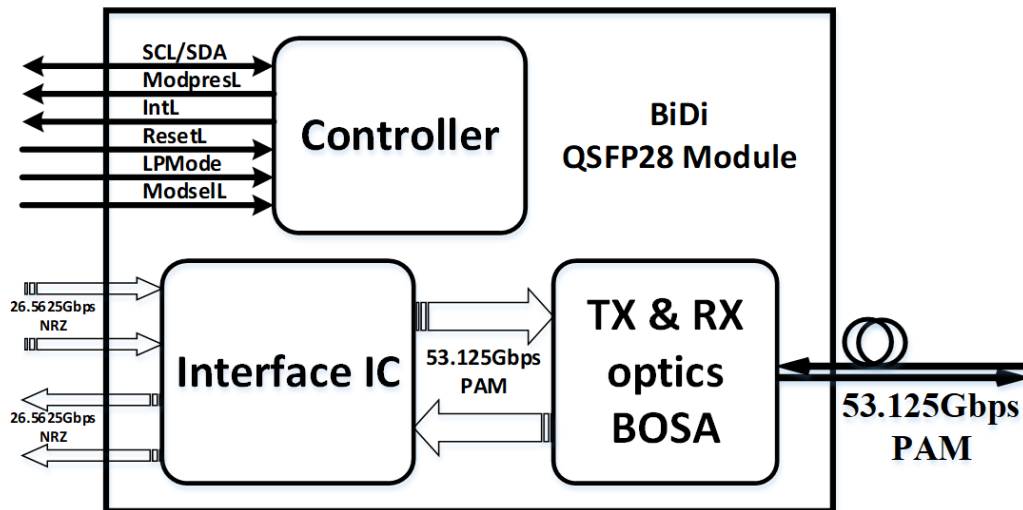 SCL/SDA
ModpresL
IntL
ResetL
LPMode
ModselL
Controller
BiDi
QSFP28 Module
26.5625Gbps
NRZ
26.5625Gbps
NRZ
Interface IC
53.125Gbps
PAM
TX & RX
optics
BOSA
53.125Gbps
PAM